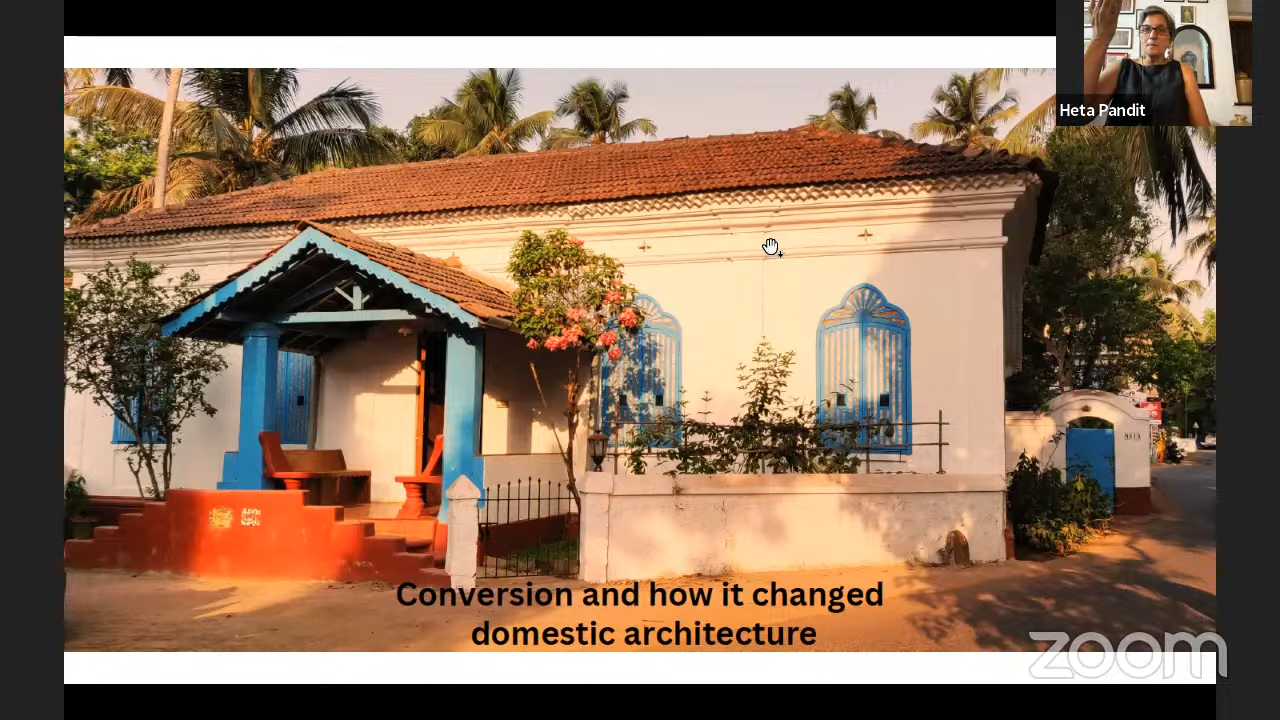 Heta Pandit
Conversion and how it changed
domestic architecture
zoom